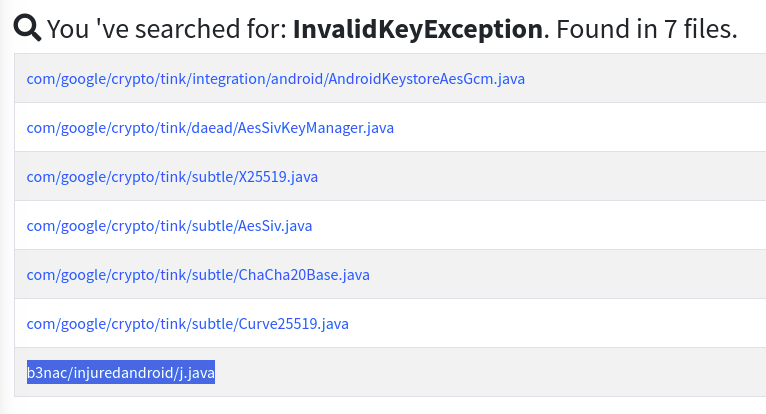 You 've searched for: InvalidKeyException. Found in 7 files.
com/google/crypto/tink/integration/android/AndroidKeystoreAesGcm.java
com/google/crypto/tink/daead/AesSivKeyManager.java
com/google/crypto/tink/subtle/X25519.java
com/google/crypto/tink/subtle/AesSiv.java
com/google/crypto/tink/subtle/ChaCha20Base.java
com/google/crypto/tink/subtle/Curve25519.java
b3nac/injuredandroid/j.java